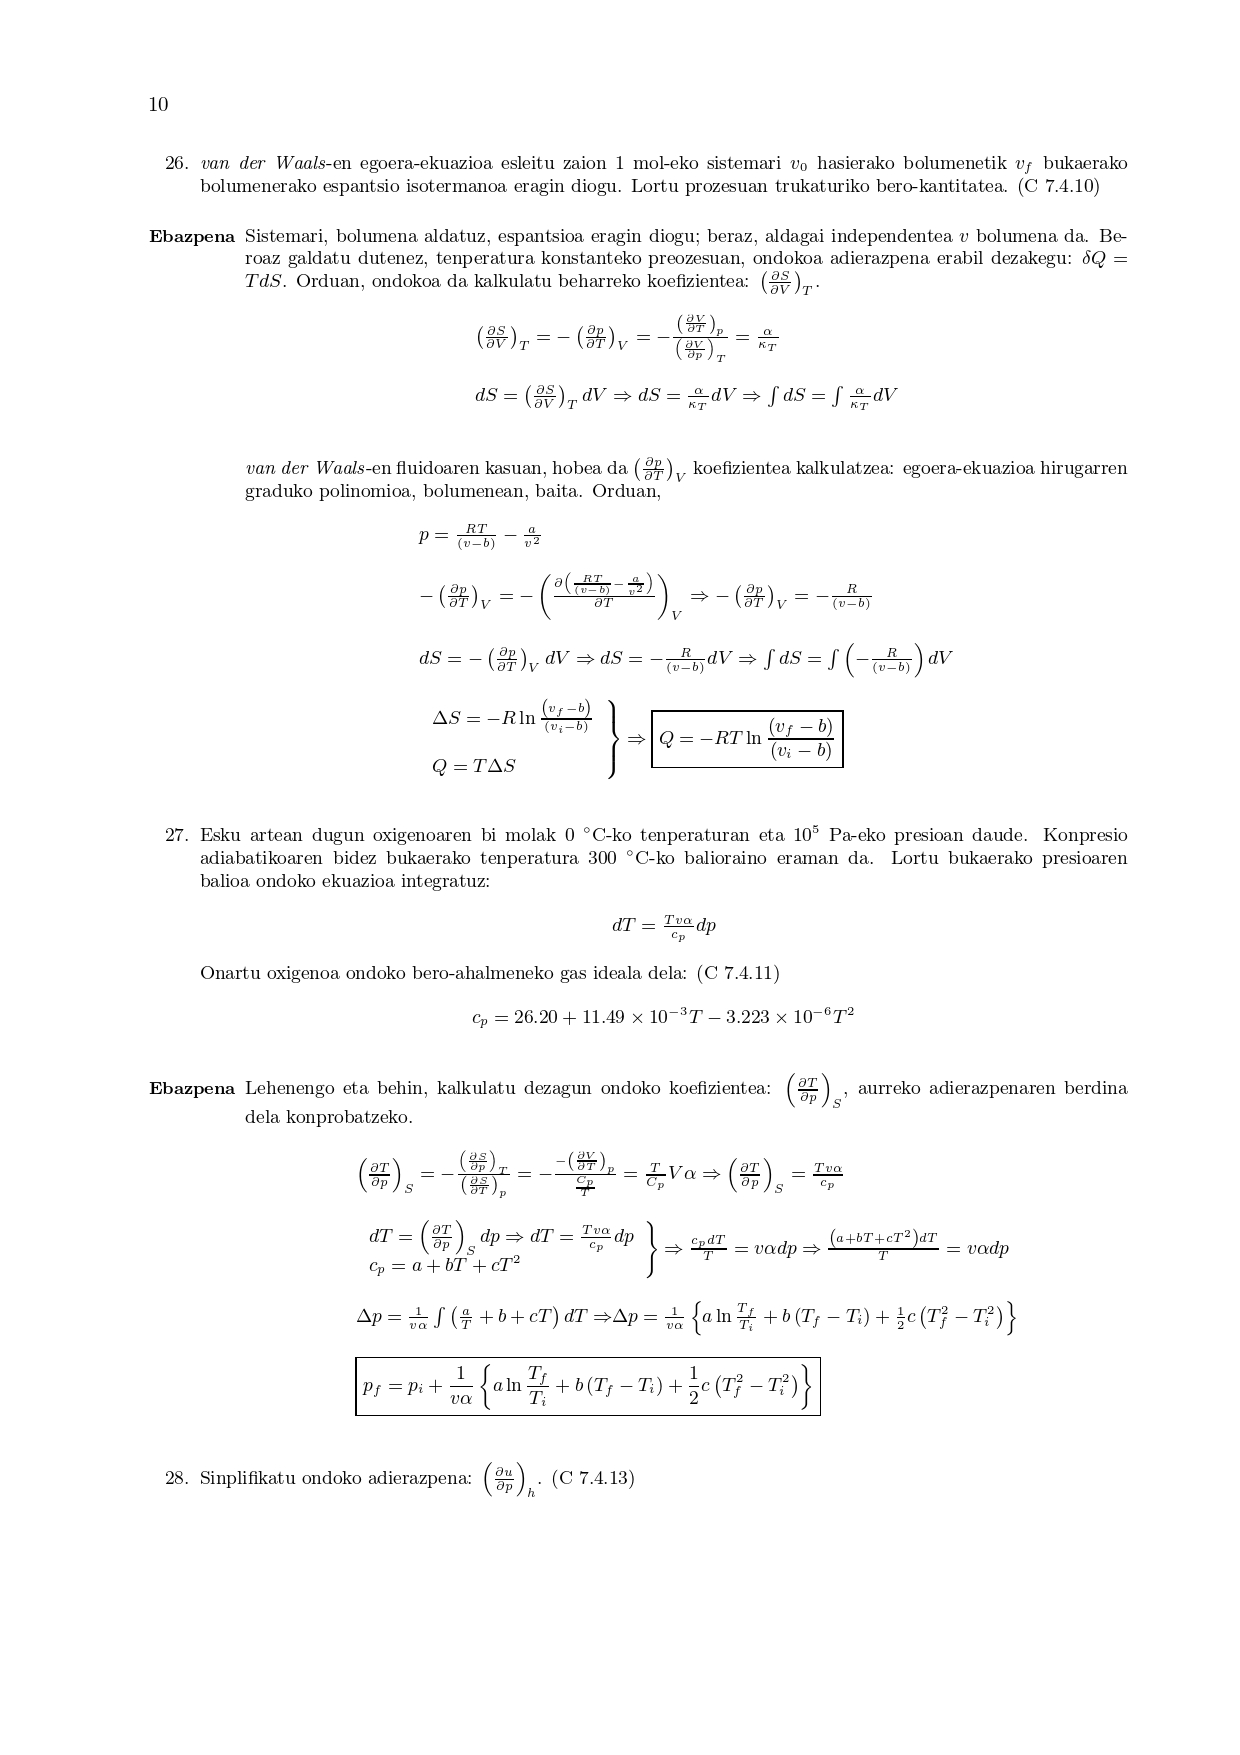 10
26. van der Waals-en egoera-ekuazioa esleitu zaion 1 mol-eko sistemari $v_0$ hasierako bolumenetik $v_f$ bukaerako
bolumenerako espantsio isotermanoa eragin diogu. Lortu prozesuan trukaturiko bero-kantitatea. (C 7.4.10)
Ebazpena Sistemari, bolumena aldatuz, espantsioa eragin diogu; beraz, aldagai independentea $v$ bolumena da. Be-
roaz galdatu dutenez, tenperatura konstanteko preozesuan, ondokoa adierazpena erabil dezakegu: $\delta Q =$
$TdS$. Orduan, ondokoa da kalkulatu beharreko koefizientea: $\left(\frac{\partial S}{\partial V}\right)_T$.
$\left(\frac{\partial S}{\partial V}\right)_T = -\left(\frac{\partial p}{\partial T}\right)_V = -\frac{\left(\frac{\partial V}{\partial T}\right)_p}{\left(\frac{\partial V}{\partial p}\right)_T} = \frac{\alpha}{\kappa_T}$
$dS = \left(\frac{\partial S}{\partial V}\right)_T dV \Rightarrow dS = \frac{\alpha}{\kappa_T} dV \Rightarrow \int dS = \int \frac{\alpha}{\kappa_T} dV$
van der Waals-en fluidoaren kasuan, hobea da $\left(\frac{\partial p}{\partial T}\right)_V$ koefizientea kalkulatzea: egoera-ekuazioa hirugarren
graduko polinomioa, bolumenean, baita. Orduan,
$p = \frac{RT}{(v-b)} - \frac{a}{v^2}$
$-\left(\frac{\partial p}{\partial T}\right)_V = -\left(\frac{\partial\left(\frac{RT}{(v-b)} - \frac{a}{v^2}\right)}{\partial T}\right)_V \Rightarrow -\left(\frac{\partial p}{\partial T}\right)_V = -\frac{R}{(v-b)}$
$dS = -\left(\frac{\partial p}{\partial T}\right)_V dV \Rightarrow dS = -\frac{R}{(v-b)} dV \Rightarrow \int dS = \int \left(-\frac{R}{(v-b)}\right) dV$
$\left.\begin{array}{l} \Delta S = -R \ln \frac{(v_f-b)}{(v_i-b)} \\ Q = T\Delta S \end{array}\right\} \Rightarrow \boxed{Q = -RT \ln \frac{(v_f-b)}{(v_i-b)}}$
27. Esku artean dugun oxigenoaren bi molak 0 °C-ko tenperaturan eta $10^5$ Pa-eko presioan daude. Konpresio
adiabatikoaren bidez bukaerako tenperatura 300 °C-ko balioraino eraman da. Lortu bukaerako presioaren
balioa ondoko ekuazioa integratuz:
$dT = \frac{Tv\alpha}{c_p} dp$
Onartu oxigenoa ondoko bero-ahalmeneko gas ideala dela: (C 7.4.11)
$c_p = 26.20 + 11.49 \times 10^{-3} T - 3.223 \times 10^{-6} T^2$
Ebazpena Lehenengo eta behin, kalkulatu dezagun ondoko koefizientea: $\left(\frac{\partial T}{\partial p}\right)_S$, aurreko adierazpenaren berdina
dela konprobatzeko.
$\left(\frac{\partial T}{\partial p}\right)_S = -\frac{\left(\frac{\partial S}{\partial p}\right)_T}{\left(\frac{\partial S}{\partial T}\right)_p} = -\frac{-\left(\frac{\partial V}{\partial T}\right)_p}{\frac{C_p}{T}} = \frac{T}{C_p} V\alpha \Rightarrow \left(\frac{\partial T}{\partial p}\right)_S = \frac{Tv\alpha}{c_p}$
$\left.\begin{array}{l} dT = \left(\frac{\partial T}{\partial p}\right)_S dp \Rightarrow dT = \frac{Tv\alpha}{c_p} dp \\ c_p = a + bT + cT^2 \end{array}\right\} \Rightarrow \frac{c_p dT}{T} = v\alpha dp \Rightarrow \frac{(a+bT+cT^2)dT}{T} = v\alpha dp$
$\Delta p = \frac{1}{v\alpha} \int \left(\frac{a}{T} + b + cT\right) dT \Rightarrow \Delta p = \frac{1}{v\alpha} \left\{a \ln \frac{T_f}{T_i} + b(T_f - T_i) + \frac{1}{2} c \left(T_f^2 - T_i^2\right)\right\}$
$\boxed{p_f = p_i + \frac{1}{v\alpha} \left\{a \ln \frac{T_f}{T_i} + b(T_f - T_i) + \frac{1}{2} c \left(T_f^2 - T_i^2\right)\right\}}$
28. Sinplifikatu ondoko adierazpena: $\left(\frac{\partial u}{\partial p}\right)_h$. (C 7.4.13)